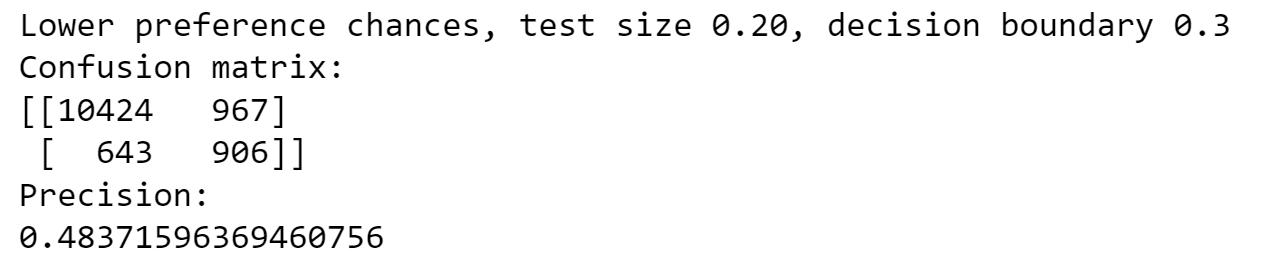 Lower preference chances, test size 0.20, decision boundary 0.3
Confusion matrix:
[[10424   967]
 [  643   906]]
Precision:
0.48371596369460756